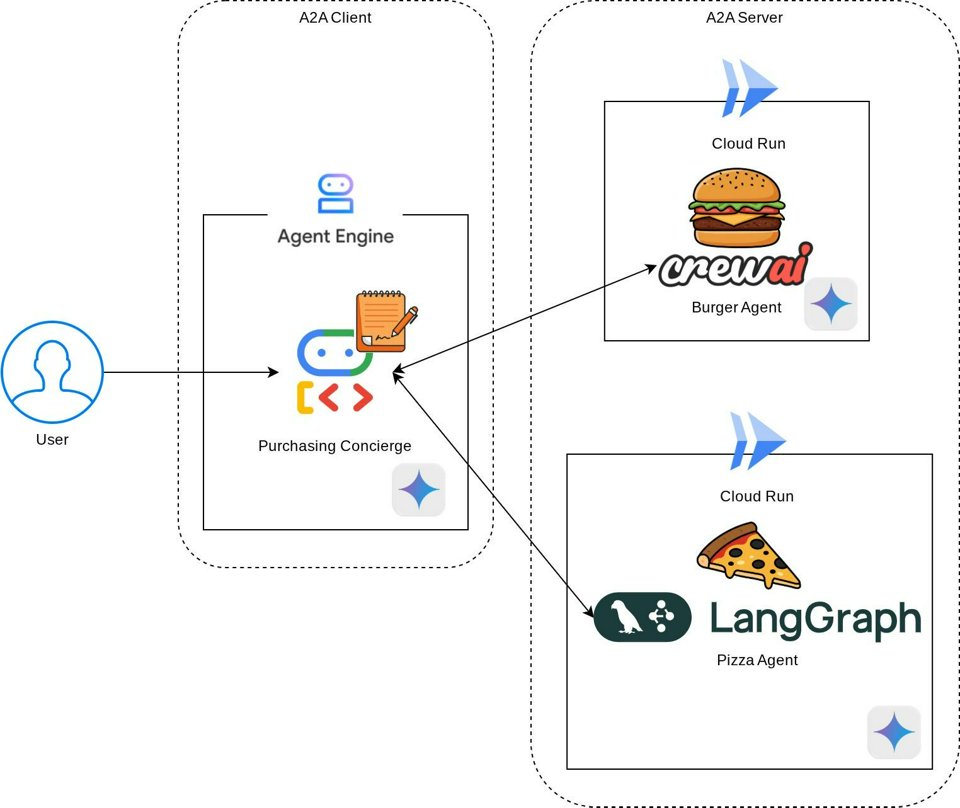 A2A Client
A2A Server
Cloud Run
crewai
Burger Agent
Agent Engine
Purchasing Concierge
User
Cloud Run
LangGraph
Pizza Agent